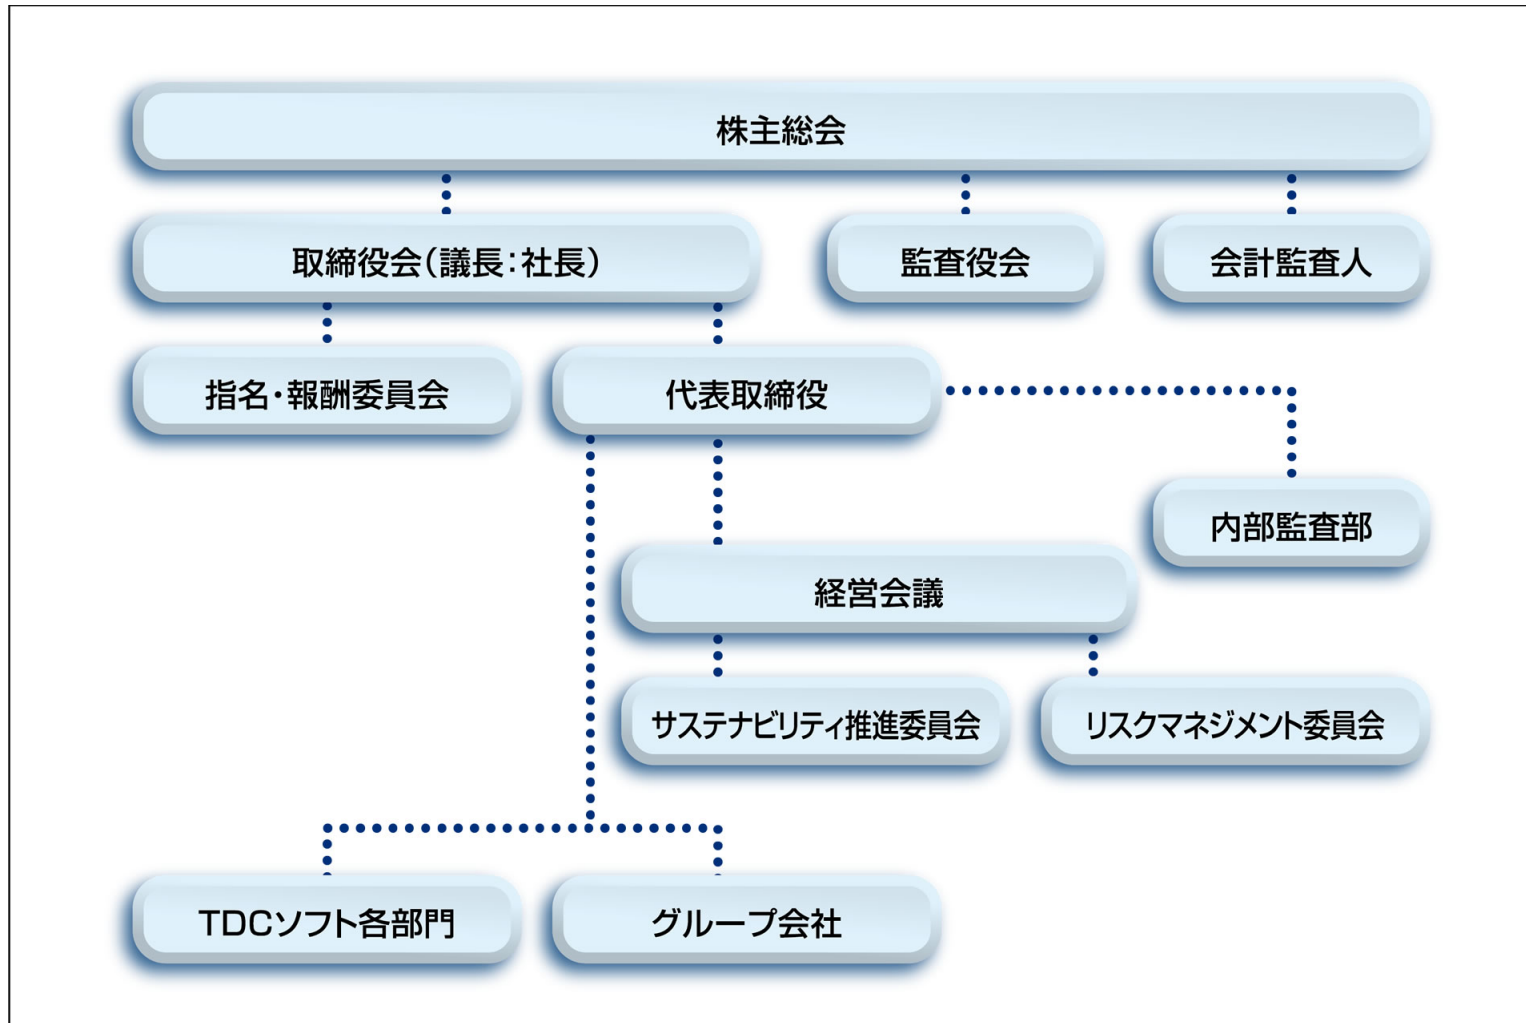 株主総会
取締役会(議長:社長)
監査役会
会計監査人
指名・報酬委員会
代表取締役
内部監査部
経営会議
サステナビリティ推進委員会
リスクマネジメント委員会
TDCソフト各部門
グループ会社